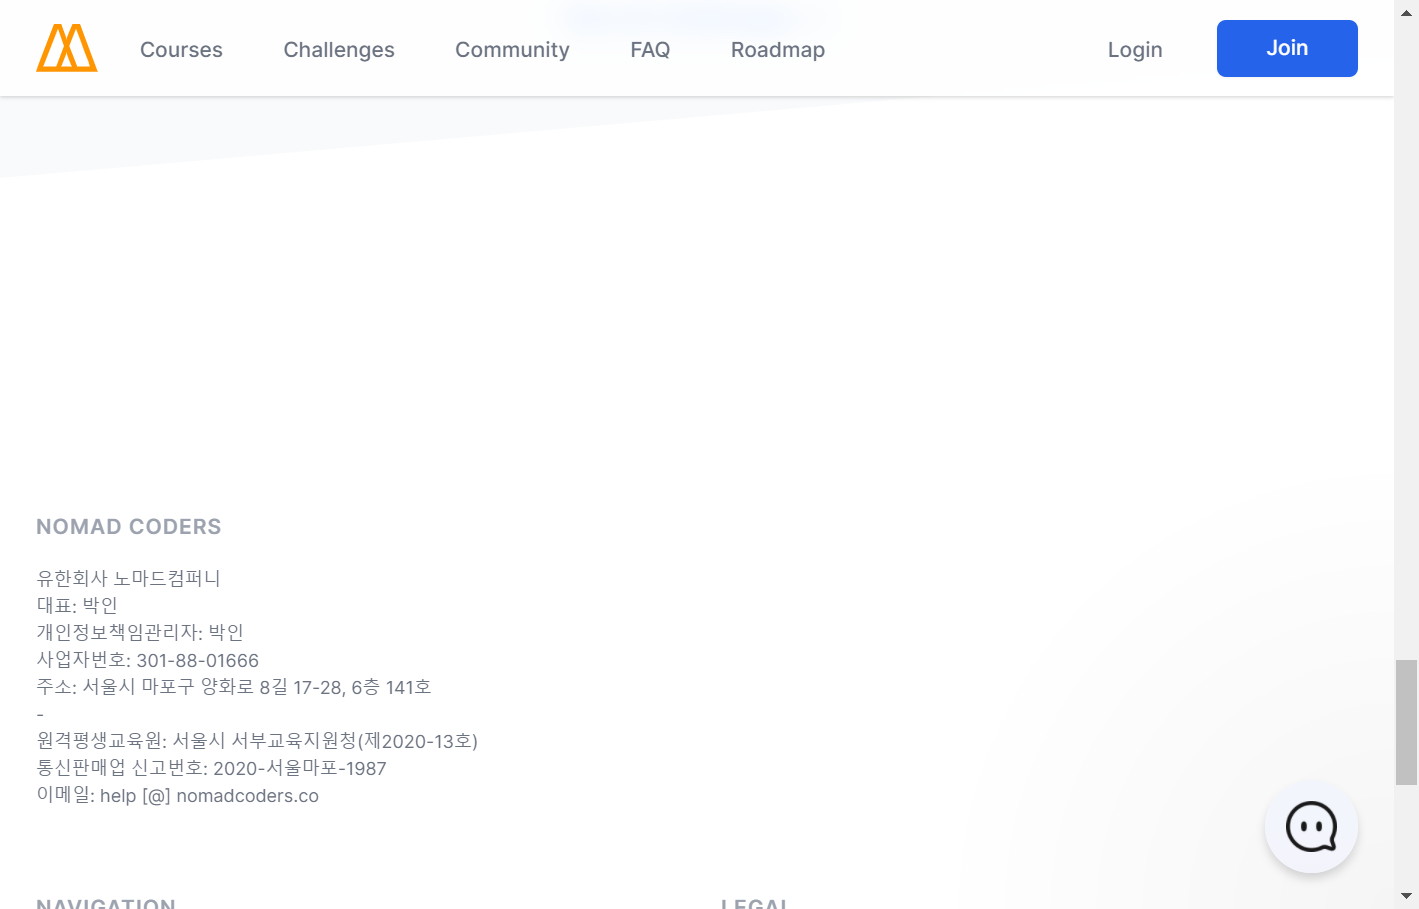 Courses
Challenges
Community
FAQ
Roadmap
Login
Join
NOMAD CODERS
유한회사 노마드컴퍼니
대표: 박인
개인정보책임관리자: 박인
사업자번호: 301-88-01666
주소: 서울시 마포구 양화로 8길 17-28, 6층 141호
-
원격평생교육원: 서울시 서부교육지원청(제2020-13호)
통신판매업 신고번호: 2020-서울마포-1987
이메일: help [@] nomadcoders.co
NAVIGATION
LEGAL